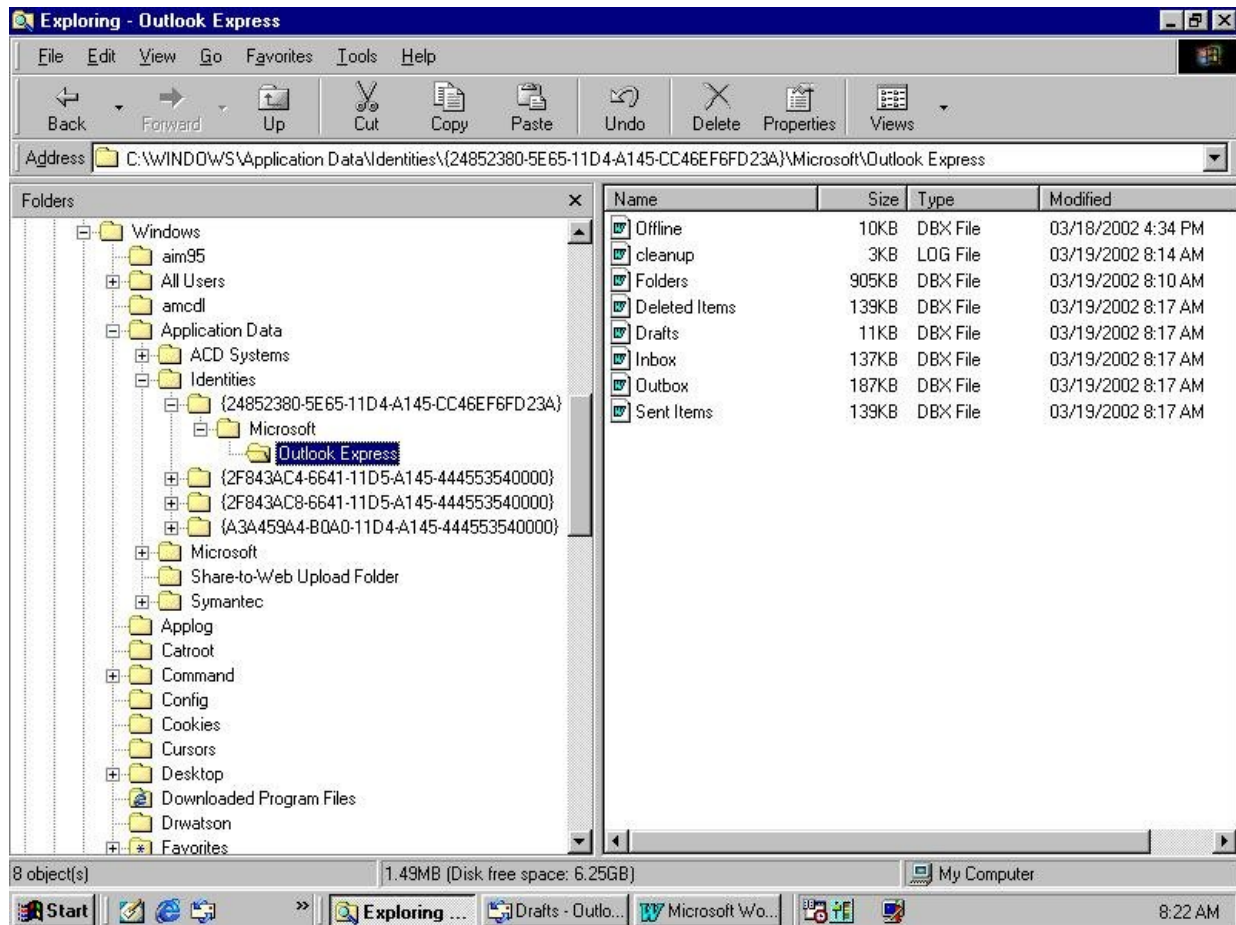 Exploring - Outlook Express
File Edit View Go Favorites Tools Help
Back Forward Up Cut Copy Paste Undo Delete Properties Views
Address C:\WINDOWS\Application Data\Identities\{24852380-5E65-11D4-A145-CC46EF6FD23A}\Microsoft\Outlook Express
Folders
Windows
aim95
All Users
amcdl
Application Data
ACD Systems
Identities
{24852380-5E65-11D4-A145-CC46EF6FD23A}
Microsoft
Outlook Express
{2F843AC4-6641-11D5-A145-444553540000}
{2F843AC8-6641-11D5-A145-444553540000}
{A3A459A4-B0A0-11D4-A145-444553540000}
Microsoft
Share-to-Web Upload Folder
Symantec
Applog
Catroot
Command
Config
Cookies
Cursors
Desktop
Downloaded Program Files
Drwatson
Favorites
Name Size Type Modified
Offline 10KB DBX File 03/18/2002 4:34 PM
cleanup 3KB LOG File 03/19/2002 8:14 AM
Folders 905KB DBX File 03/19/2002 8:10 AM
Deleted Items 139KB DBX File 03/19/2002 8:17 AM
Drafts 11KB DBX File 03/19/2002 8:17 AM
Inbox 137KB DBX File 03/19/2002 8:17 AM
Outbox 187KB DBX File 03/19/2002 8:17 AM
Sent Items 139KB DBX File 03/19/2002 8:17 AM
8 object(s) 1.49MB (Disk free space: 6.25GB) My Computer
Start » Exploring ... Drafts - Outlo... Microsoft Wo... 8:22 AM